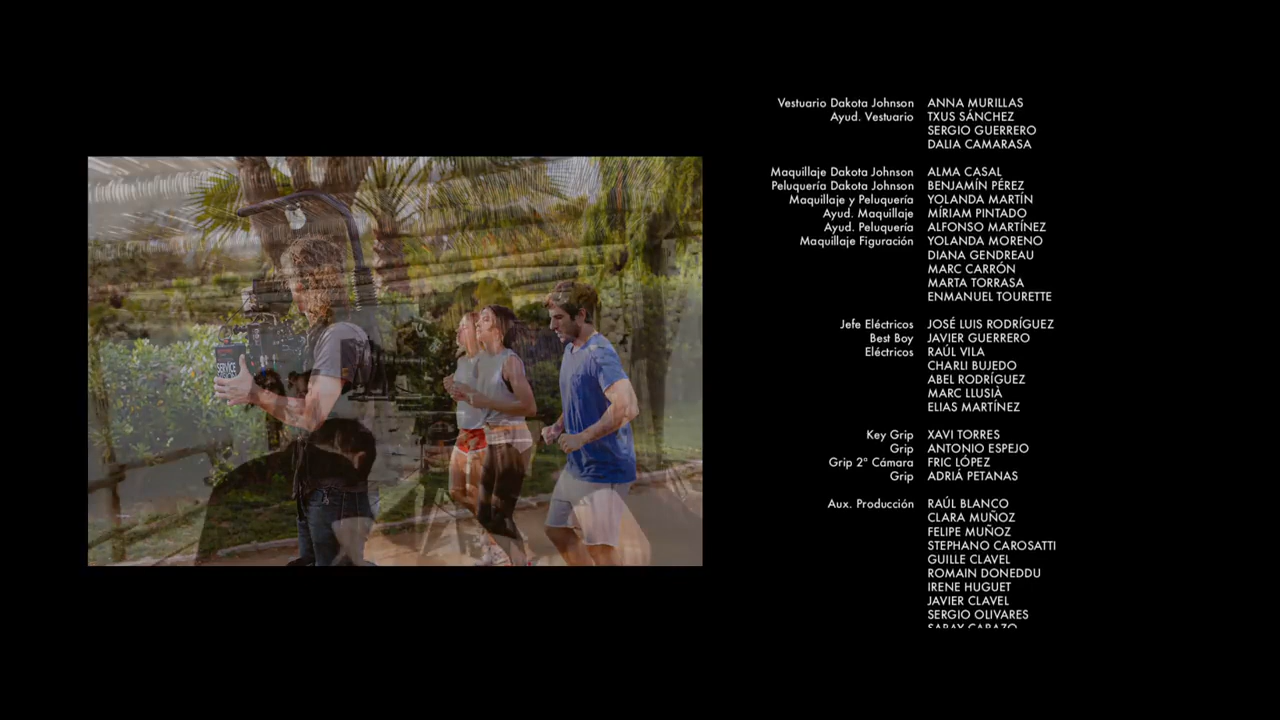 Vestuario Dakota Johnson ANNA MURILLAS
Ayud. Vestuario TXUS SÁNCHEZ
SERGIO GUERRERO
DALIA CAMARASA
Maquillaje Dakota Johnson ALMA CASAL
Peluquería Dakota Johnson BENJAMÍN PÉREZ
Maquillaje y Peluquería YOLANDA MARTÍN
Ayud. Maquillaje MÍRIAM PINTADO
Ayud. Peluquería ALFONSO MARTÍNEZ
Maquillaje Figuración YOLANDA MORENO
DIANA GENDREAU
MARC CARRÓN
MARTA TORRASA
ENMANUEL TOURETTE
Jefe Eléctricos JOSÉ LUIS RODRÍGUEZ
Best Boy JAVIER GUERRERO
Eléctricos RAÚL VILA
CHARLI BUJEDO
ABEL RODRÍGUEZ
MARC LLUSIÀ
ELIAS MARTÍNEZ
Key Grip XAVI TORRES
Grip ANTONIO ESPEJO
Grip 2ª Cámara FRIC LÓPEZ
Grip ADRIÁ PETANAS
Aux. Producción RAÚL BLANCO
CLARA MUÑOZ
FELIPE MUÑOZ
STEPHANO CAROSATTI
GUILLE CLAVEL
ROMAIN DONEDDU
IRENE HUGUET
JAVIER CLAVEL
SERGIO OLIVARES
SERVICE